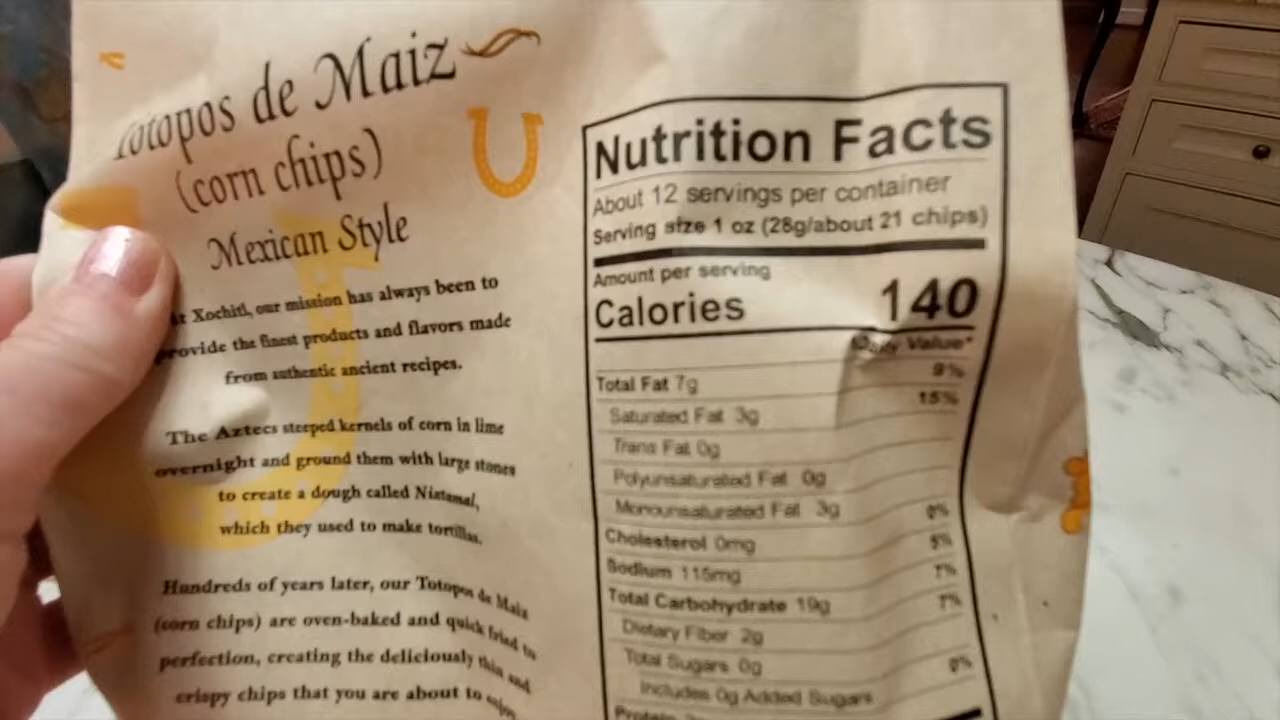 Totopos de Maiz
(corn chips)
Mexican Style
At Xochitl, our mission has always been to
provide the finest products and flavors made
from authentic ancient recipes.
The Aztecs steeped kernels of corn in lime
overnight and ground them with large stones
to create a dough called Nixtamal,
which they used to make tortillas.
Hundreds of years later, our Totopos de Maiz
(corn chips) are oven-baked and quick fried to
perfection, creating the deliciously thin and
crispy chips that you are about to enjoy
Nutrition Facts
About 12 servings per container
Serving size 1 oz (28g/about 21 chips)
Amount per serving
Calories 140
Daily Value*
Total Fat 7g 9%
Saturated Fat 3g 15%
Trans Fat 0g
Polyunsaturated Fat 0g
Monounsaturated Fat 3g
Cholesterol 0mg 0%
Sodium 115mg 5%
Total Carbohydrate 19g 7%
Dietary Fiber 2g 7%
Total Sugars 0g
Includes 0g Added Sugars 0%
Protein